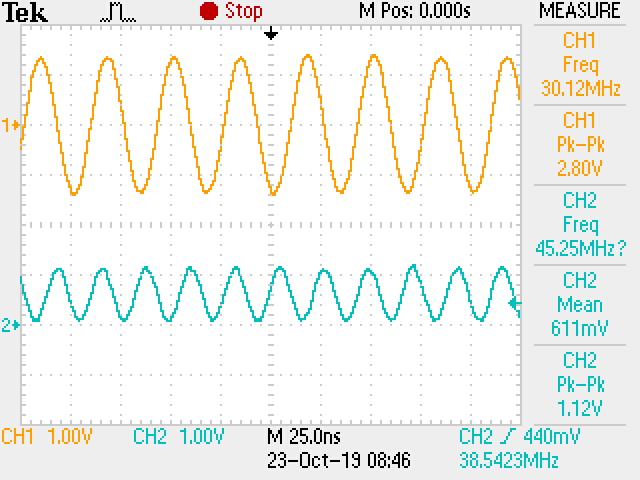 Tek Stop M Pos: 0.000s MEASURE
CH1
Freq
30.12MHz
CH1
Pk-Pk
2.80V
CH2
Freq
45.25MHz?
CH2
Mean
611mV
CH2
Pk-Pk
1.12V
1
2
CH1 1.00V CH2 1.00V M 25.0ns CH2 440mV
23-Oct-19 08:46 38.5423MHz